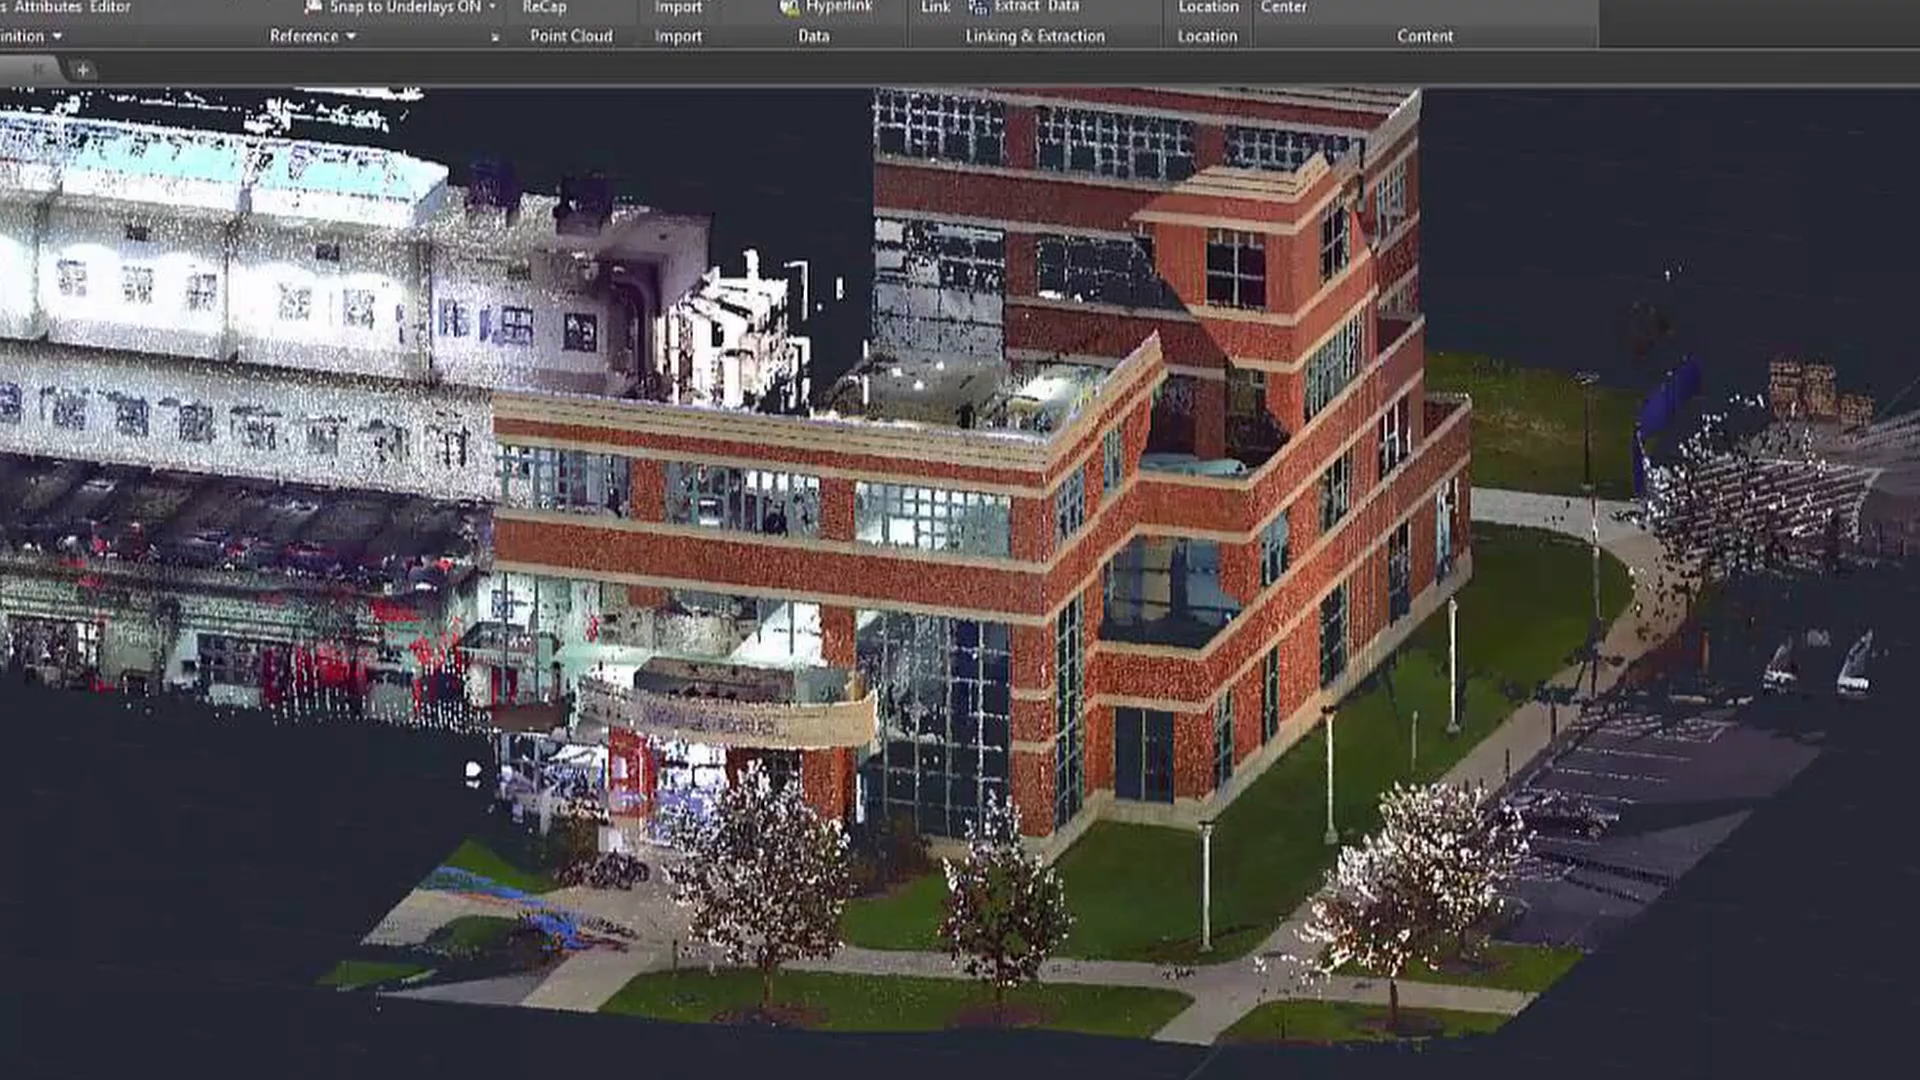 s Attributes Editor
Snap to Underlays ON
ReCap
Import
Hyperlink
Link
Extract Data
Location
Center
inition
Reference
Point Cloud
Import
Data
Linking & Extraction
Location
Content